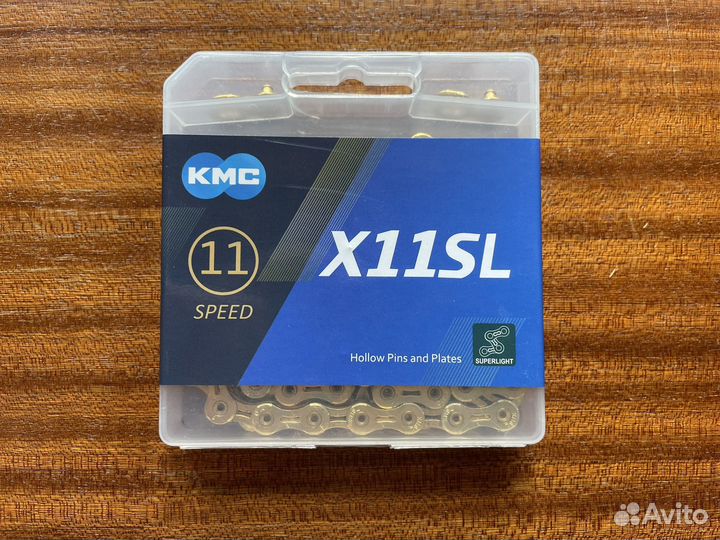 KMC
11
SPEED
X11SL
Hollow Pins and Plates
SUPERLIGHT
Avito